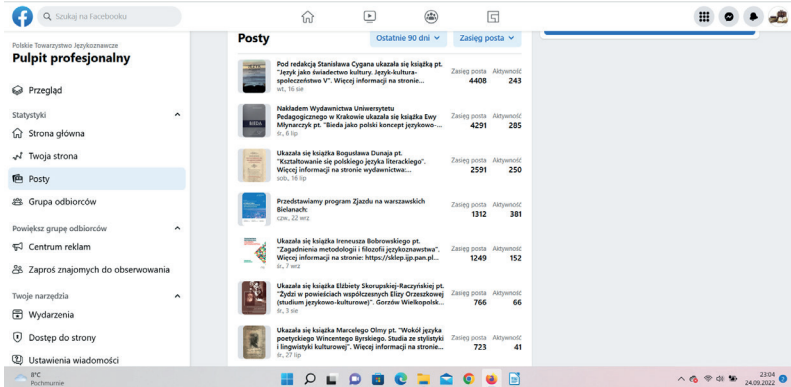 Szukaj na Facebooku
Polskie Towarzystwo Językoznawcze
Pulpit profesjonalny
Przegląd
Statystyki
Strona główna
Twoja strona
Posty
Grupa odbiorców
Powiększ grupę odbiorców
Centrum reklam
Zaproś znajomych do obserwowania
Twoje narzędzia
Wydarzenia
Dostęp do strony
Ustawienia wiadomości
Posty
Ostatnie 90 dni
Zasięg posta
Pod redakcją Stanisława Cygana ukazała się książką pt.
"Język jako świadectwo kultury. Język-kultura-
społeczeństwo V". Więcej informacji na stronie...
wt., 16 sie
Zasięg posta Aktywność
4408 243
Nakładem Wydawnictwa Uniwersytetu
Pedagogicznego w Krakowie ukazała się książka Ewy
Młynarczyk pt. "Bieda jako polski koncept językowo-...
śr., 6 lip
Zasięg posta Aktywność
4291 285
BIEDA
Ukazała się książka Bogusława Dunaja pt.
"Kształtowanie się polskiego języka literackiego".
Więcej informacji na stronie wydawnictwa:...
sob., 16 lip
Zasięg posta Aktywność
2591 250
Przedstawiamy program Zjazdu na warszawskich
Bielanach:
czw., 22 wrz
Zasięg posta Aktywność
1312 381
Ukazała się książka Ireneusza Bobrowskiego pt.
"Zagadnienia metodologii i filozofii językoznawstwa".
Więcej informacji na stronie: https://sklep.ijp.pan.pl...
śr., 7 wrz
Zasięg posta Aktywność
1249 152
Ukazała się książka Elżbiety Skorupskiej-Raczyńskiej pt.
"Żydzi w powieściach współczesnych Elizy Orzeszkowej
(studium językowo-kulturowe)". Gorzów Wielkopolsk...
śr., 3 sie
Zasięg posta Aktywność
766 66
Ukazała się książka Marcelego Olmy pt. "Wokół języka
poetyckiego Wincentego Byrskiego. Studia ze stylistyki
i lingwistyki kulturowej". Więcej informacji na stronie...
śr., 27 lip
Zasięg posta Aktywność
723 41
8°C
Pochmurnie
23:04
24.09.2022